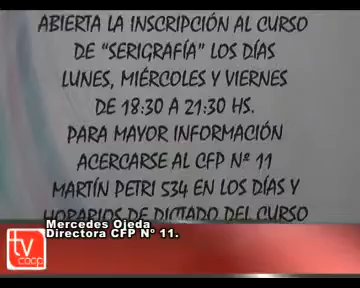 ABIERTA LA INSCRIPCIÓN AL CURSO
DE "SERIGRAFÍA" LOS DÍAS
LUNES, MIÉRCOLES Y VIERNES
DE 18:30 A 21:30 HS.
PARA MAYOR INFORMACIÓN
ACERCARSE AL CFP Nº 11
MARTÍN PETRI 534 EN LOS DÍAS Y
HORARIOS DE DICTADO DEL CURSO
Mercedes Ojeda
Directora CFP Nº 11.
tv
coop